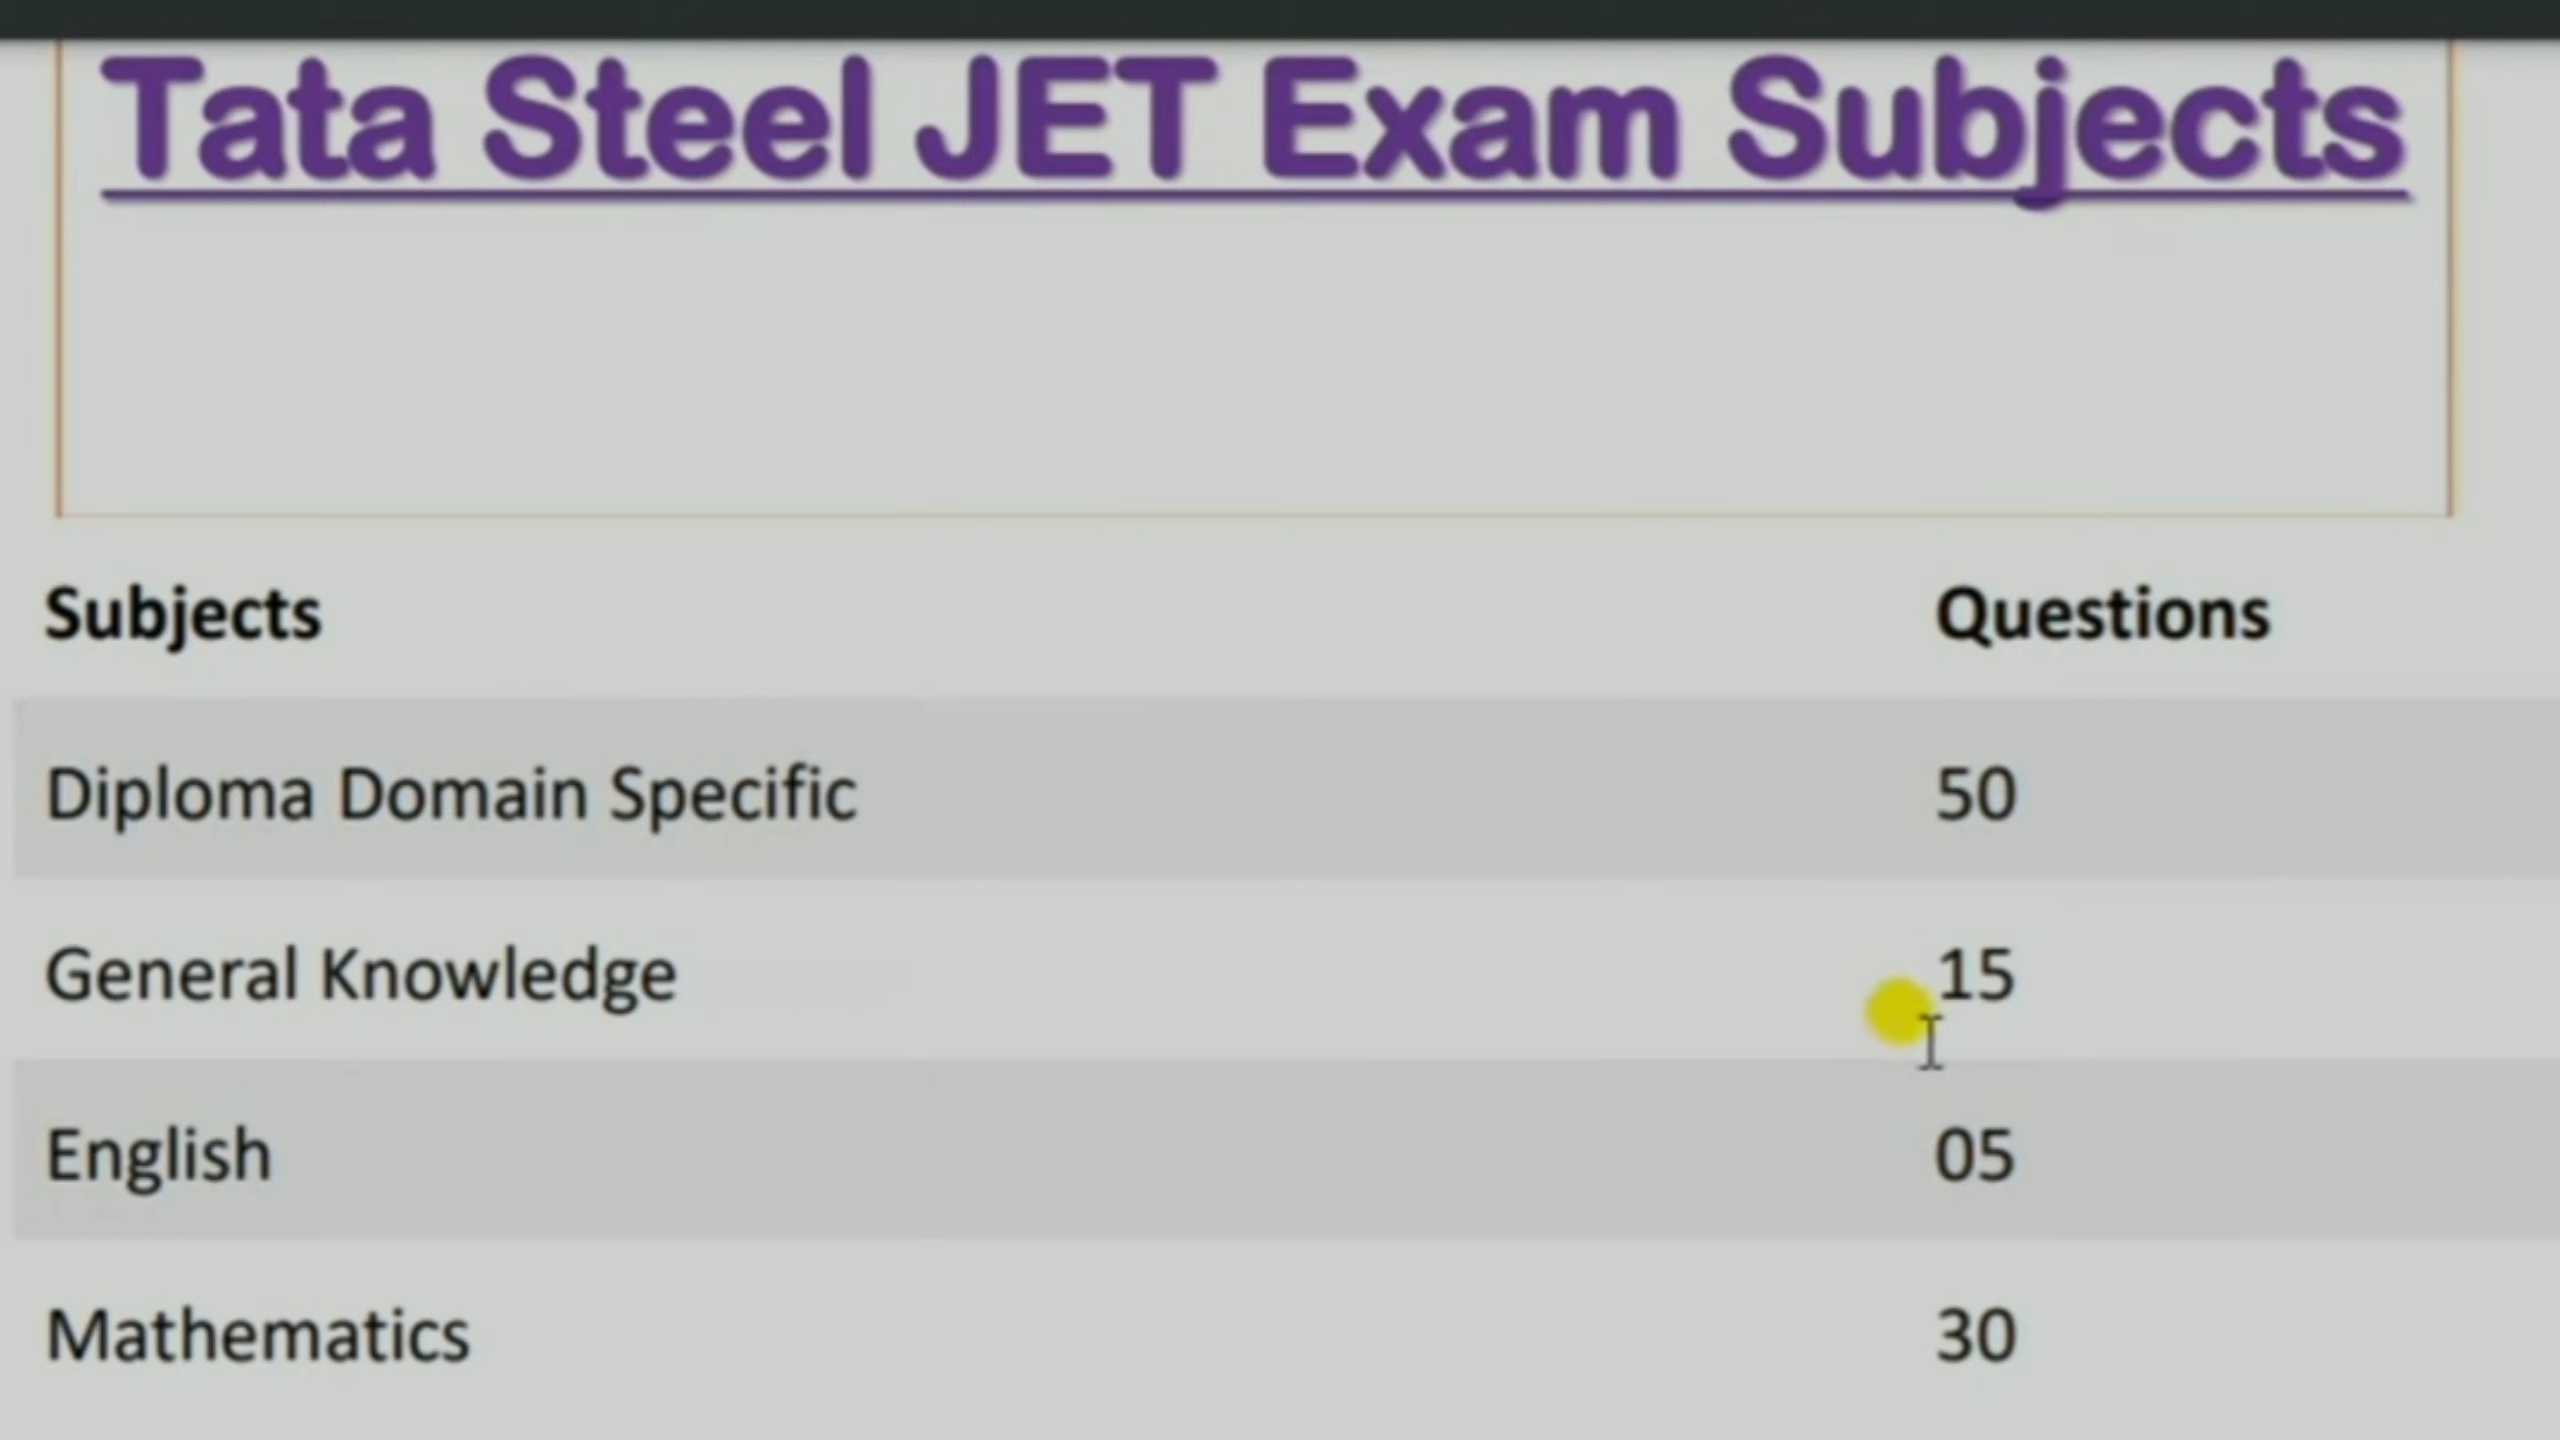 Tata Steel JET Exam Subjects
Subjects Questions
Diploma Domain Specific 50
General Knowledge 15
English 05
Mathematics 30